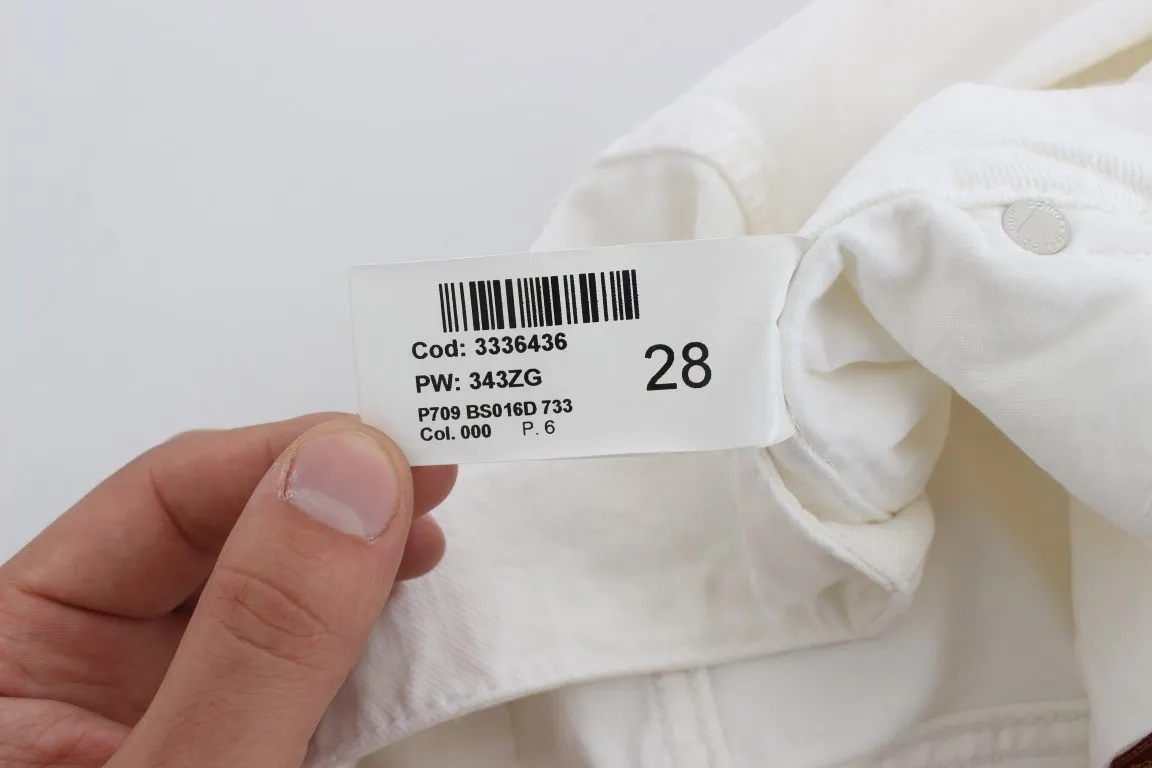 Cod: 3336436
PW: 343ZG
28
P709 BS016D 733
Col. 000 P. 6